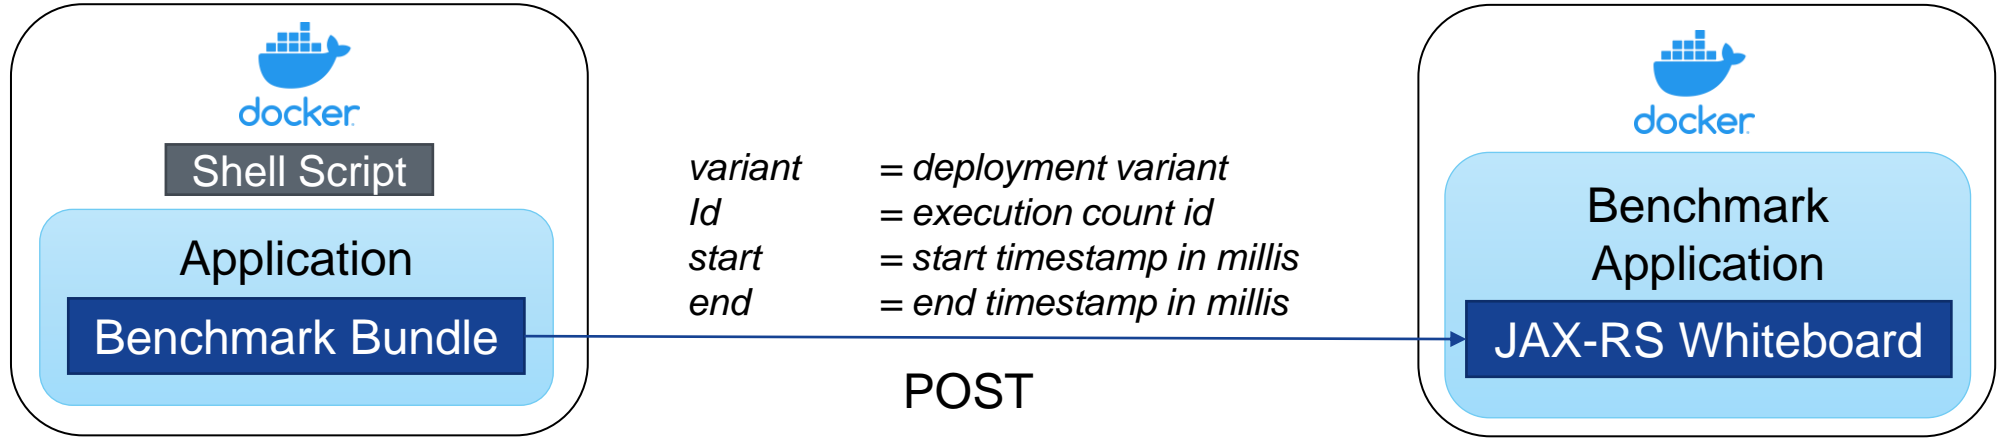 docker
Shell Script
Application
Benchmark Bundle
variant = deployment variant
Id = execution count id
start = start timestamp in millis
end = end timestamp in millis
POST
docker
Benchmark
Application
JAX-RS Whiteboard